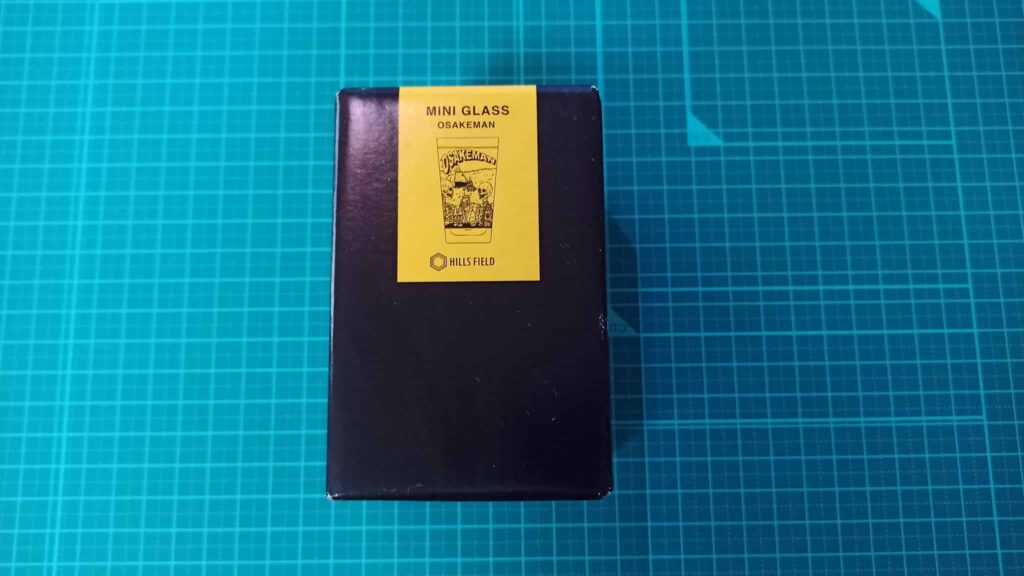 MINI GLASS
OSAKEMAN
OSAKEMAN
HILLS FIELD